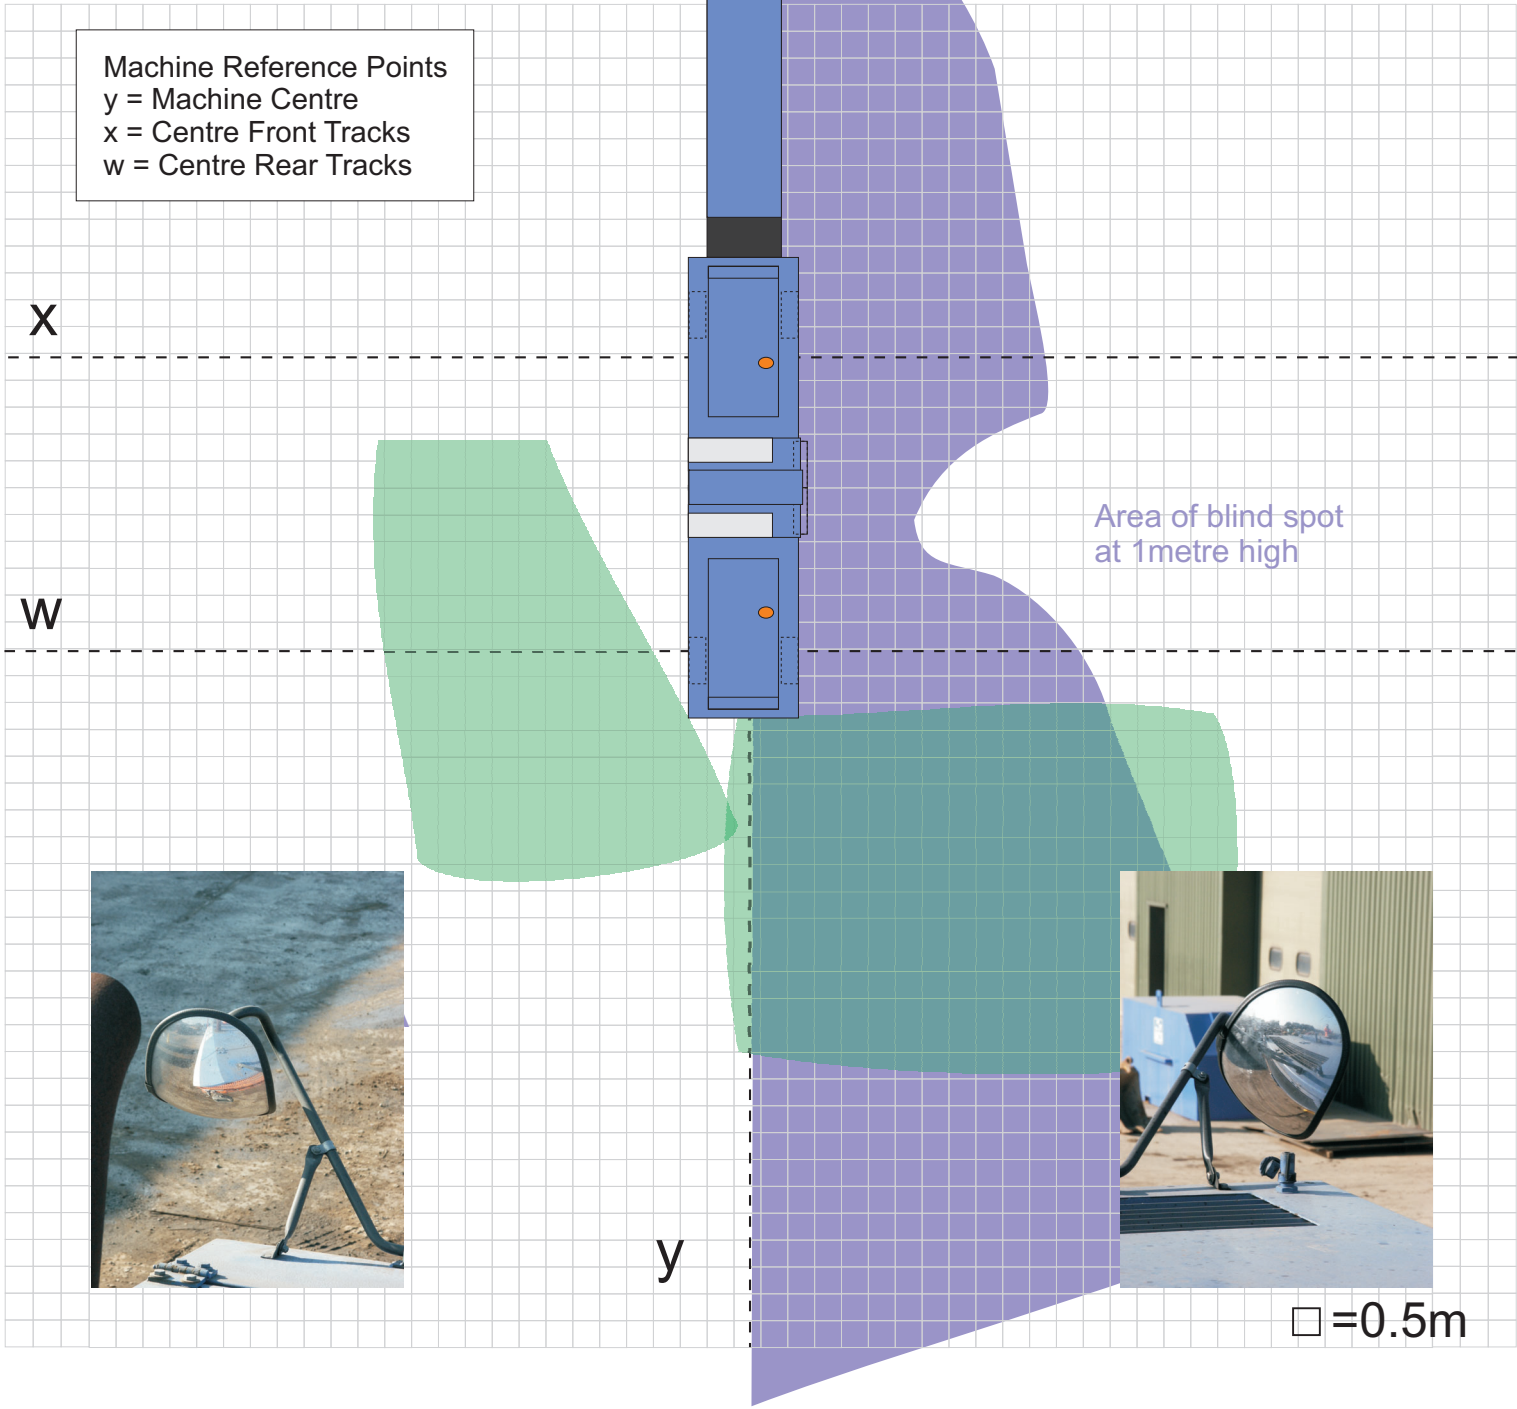 Machine Reference Points
y = Machine Centre
x = Centre Front Tracks
w = Centre Rear Tracks
x
Area of blind spot
at 1metre high
w
y
=0.5m